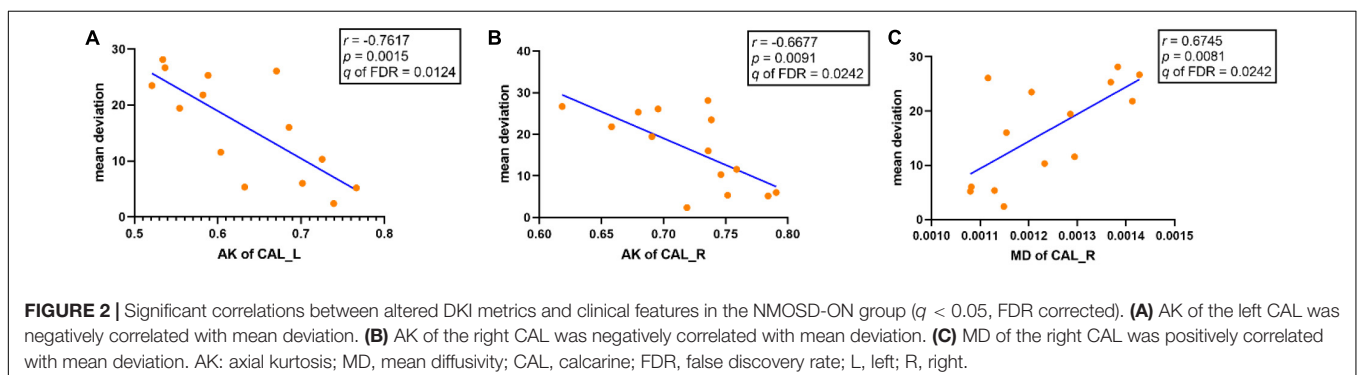 A
r = -0.7617
p = 0.0015
q of FDR = 0.0124
30
20
10
0
mean deviation
0.5 0.6 0.7 0.8
AK of CAL_L
B
r = -0.6677
p = 0.0091
q of FDR = 0.0242
40
30
20
10
0
mean deviation
0.60 0.65 0.70 0.75 0.80
AK of CAL_R
C
r = 0.6745
p = 0.0081
q of FDR = 0.0242
30
20
10
0
mean deviation
0.0010 0.0011 0.0012 0.0013 0.0014 0.0015
MD of CAL_R
FIGURE 2 | Significant correlations between altered DKI metrics and clinical features in the NMOSD-ON group (q < 0.05, FDR corrected). (A) AK of the left CAL was
negatively correlated with mean deviation. (B) AK of the right CAL was negatively correlated with mean deviation. (C) MD of the right CAL was positively correlated
with mean deviation. AK: axial kurtosis; MD, mean diffusivity; CAL, calcarine; FDR, false discovery rate; L, left; R, right.